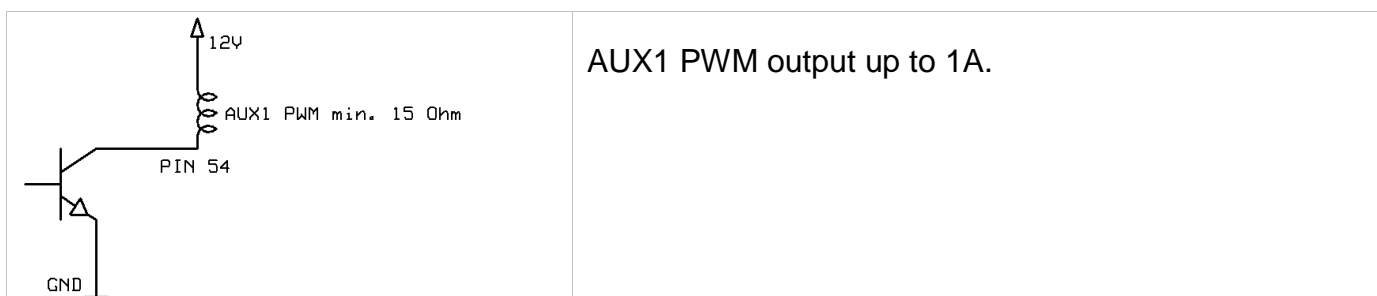 12V
AUX1 PWM min. 15 Ohm
PIN 54
GND
AUX1 PWM output up to 1A.